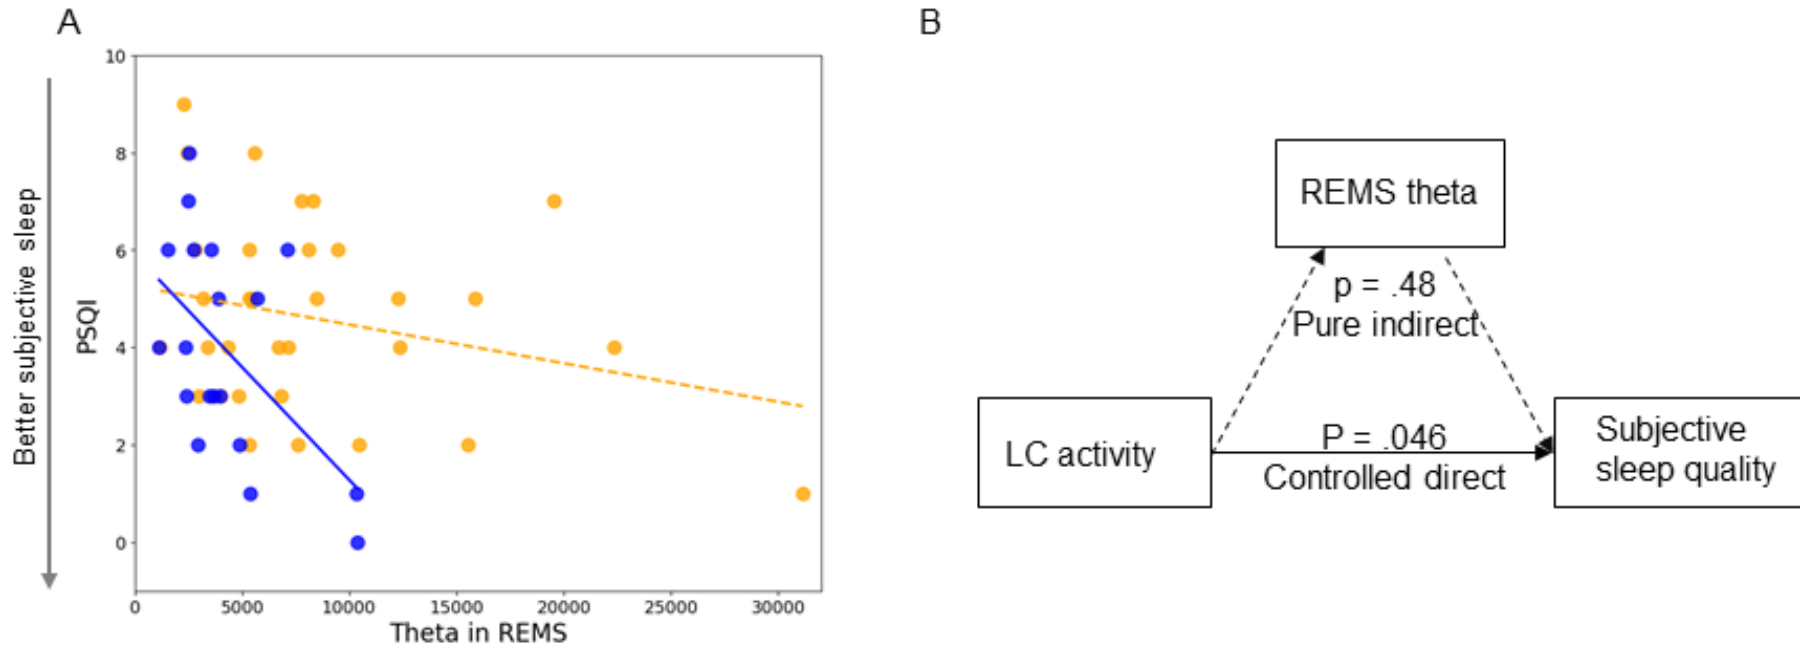 A
Better subjective sleep
PSQI
10
8
6
4
2
0
0 5000 10000 15000 20000 25000 30000
Theta in REMS
B
REMS theta
p = .48
Pure indirect
LC activity
P = .046
Controlled direct
Subjective
sleep quality